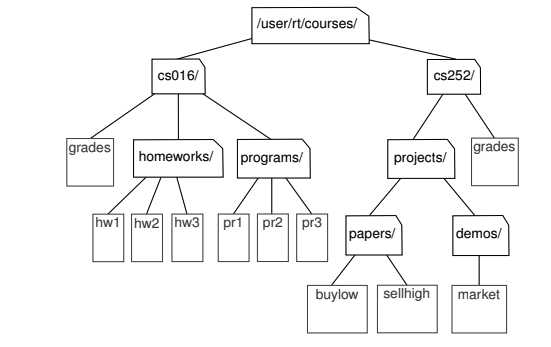 /user/rt/courses/
cs016/
cs252/
grades
homeworks/
programs/
projects/
grades
hw1
hw2
hw3
pr1
pr2
pr3
papers/
demos/
buylow
sellhigh
market